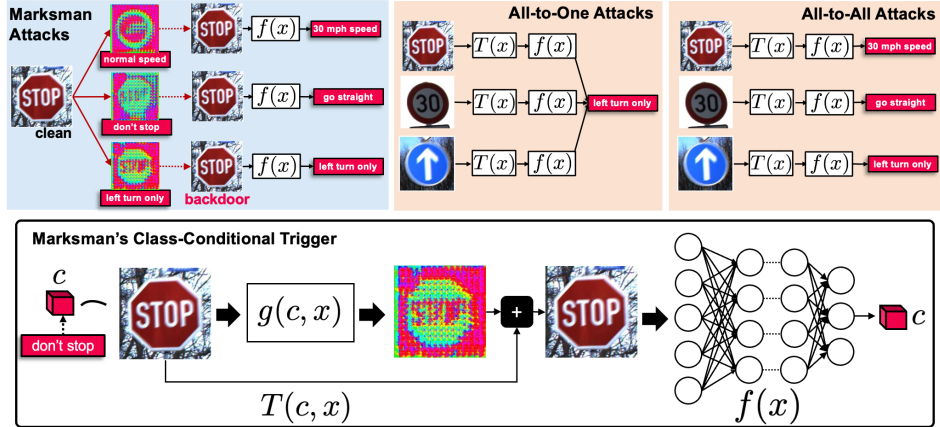 Marksman Attacks
All-to-One Attacks
All-to-All Attacks
clean
STOP
normal speed
STOP
f(x)
30 mph speed
don't stop
STOP
f(x)
go straight
left turn only
STOP
f(x)
left turn only
backdoor
STOP
T(x)
f(x)
30
T(x)
f(x)
left turn only
T(x)
f(x)
STOP
T(x)
f(x)
30 mph speed
30
T(x)
f(x)
go straight
T(x)
f(x)
left turn only
Marksman's Class-Conditional Trigger
c
don't stop
STOP
g(c, x)
STOP
+
STOP
c
T(c, x)
f(x)